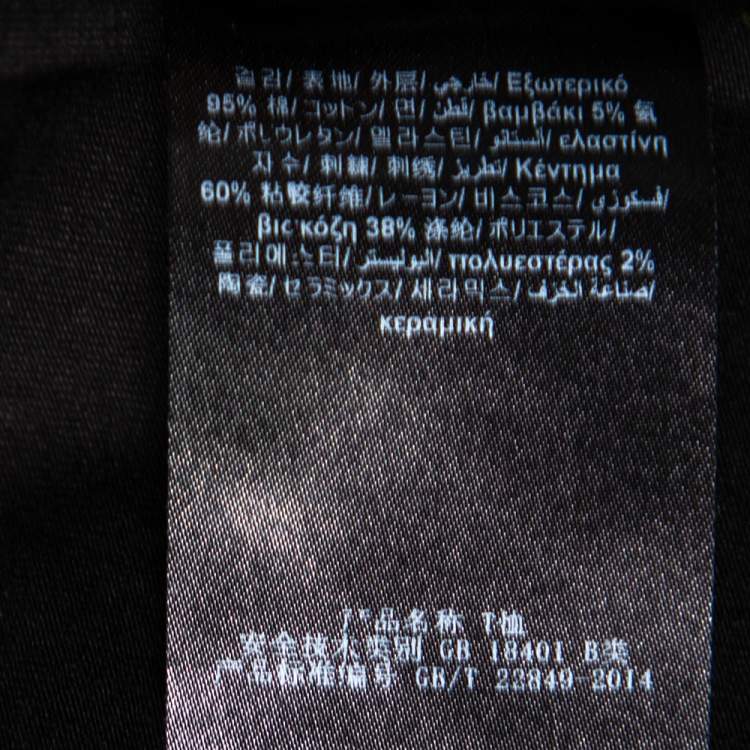 겉감/ 表地/ 外层/ خارجي/ Εξωτερικό
95% 棉/ コットン/ 면/ قطن/ βαμβάκι 5% 氨
纶/ ポリウレタン/ 엘라스틴/ إلستان/ ελαστίνη
자수/ 刺繍/ 刺绣/ تطريز/ Κέντημα
60% 粘胶纤维/ レーヨン/ 비스코스/ فسكوزي/
βισκόζη 38% 涤纶/ ポリエステル/
폴리에스터/ البوليستر/ πολυεστέρας 2%
陶瓷/ セラミックス/ 세라믹스/ صناعة الخزف/
κεραμική
产品名称 T恤
安全技术类别 GB 18401 B类
产品标准编号 GB/T 22849-2014